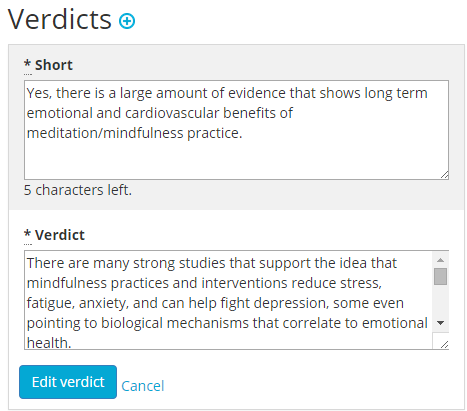 Verdicts
* Short
Yes, there is a large amount of evidence that shows long term
emotional and cardiovascular benefits of
meditation/mindfulness practice.
5 characters left.
* Verdict
There are many strong studies that support the idea that
mindfulness practices and interventions reduce stress,
fatigue, anxiety, and can help fight depression, some even
pointing to biological mechanisms that correlate to emotional
health.
Edit verdict Cancel